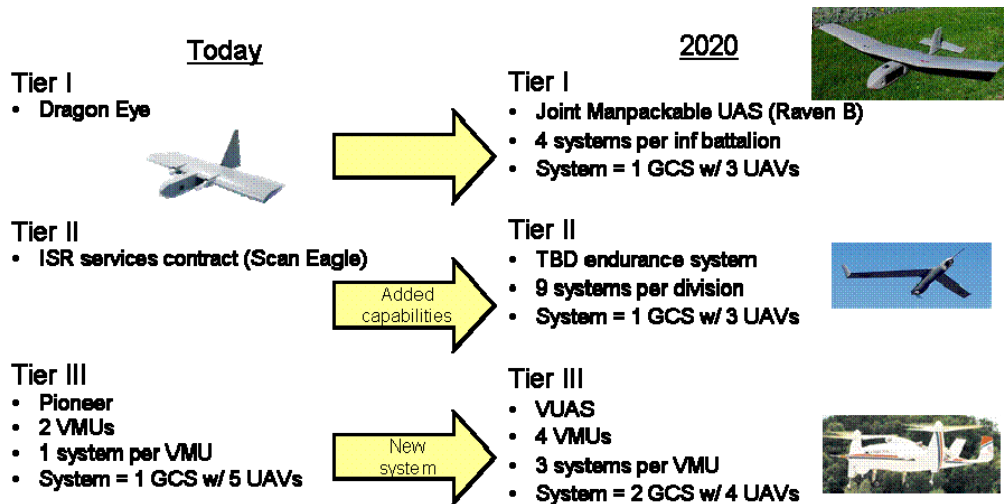 Today
Tier I
• Dragon Eye
Tier II
• ISR services contract (Scan Eagle)
Tier III
• Pioneer
• 2 VMUs
• 1 system per VMU
• System = 1 GCS w/ 5 UAVs
Added
capabilities
New
system
2020
Tier I
• Joint Manpackable UAS (Raven B)
• 4 systems per inf battalion
• System = 1 GCS w/ 3 UAVs
Tier II
• TBD endurance system
• 9 systems per division
• System = 1 GCS w/ 3 UAVs
Tier III
• VUAS
• 4 VMUs
• 3 systems per VMU
• System = 2 GCS w/ 4 UAVs